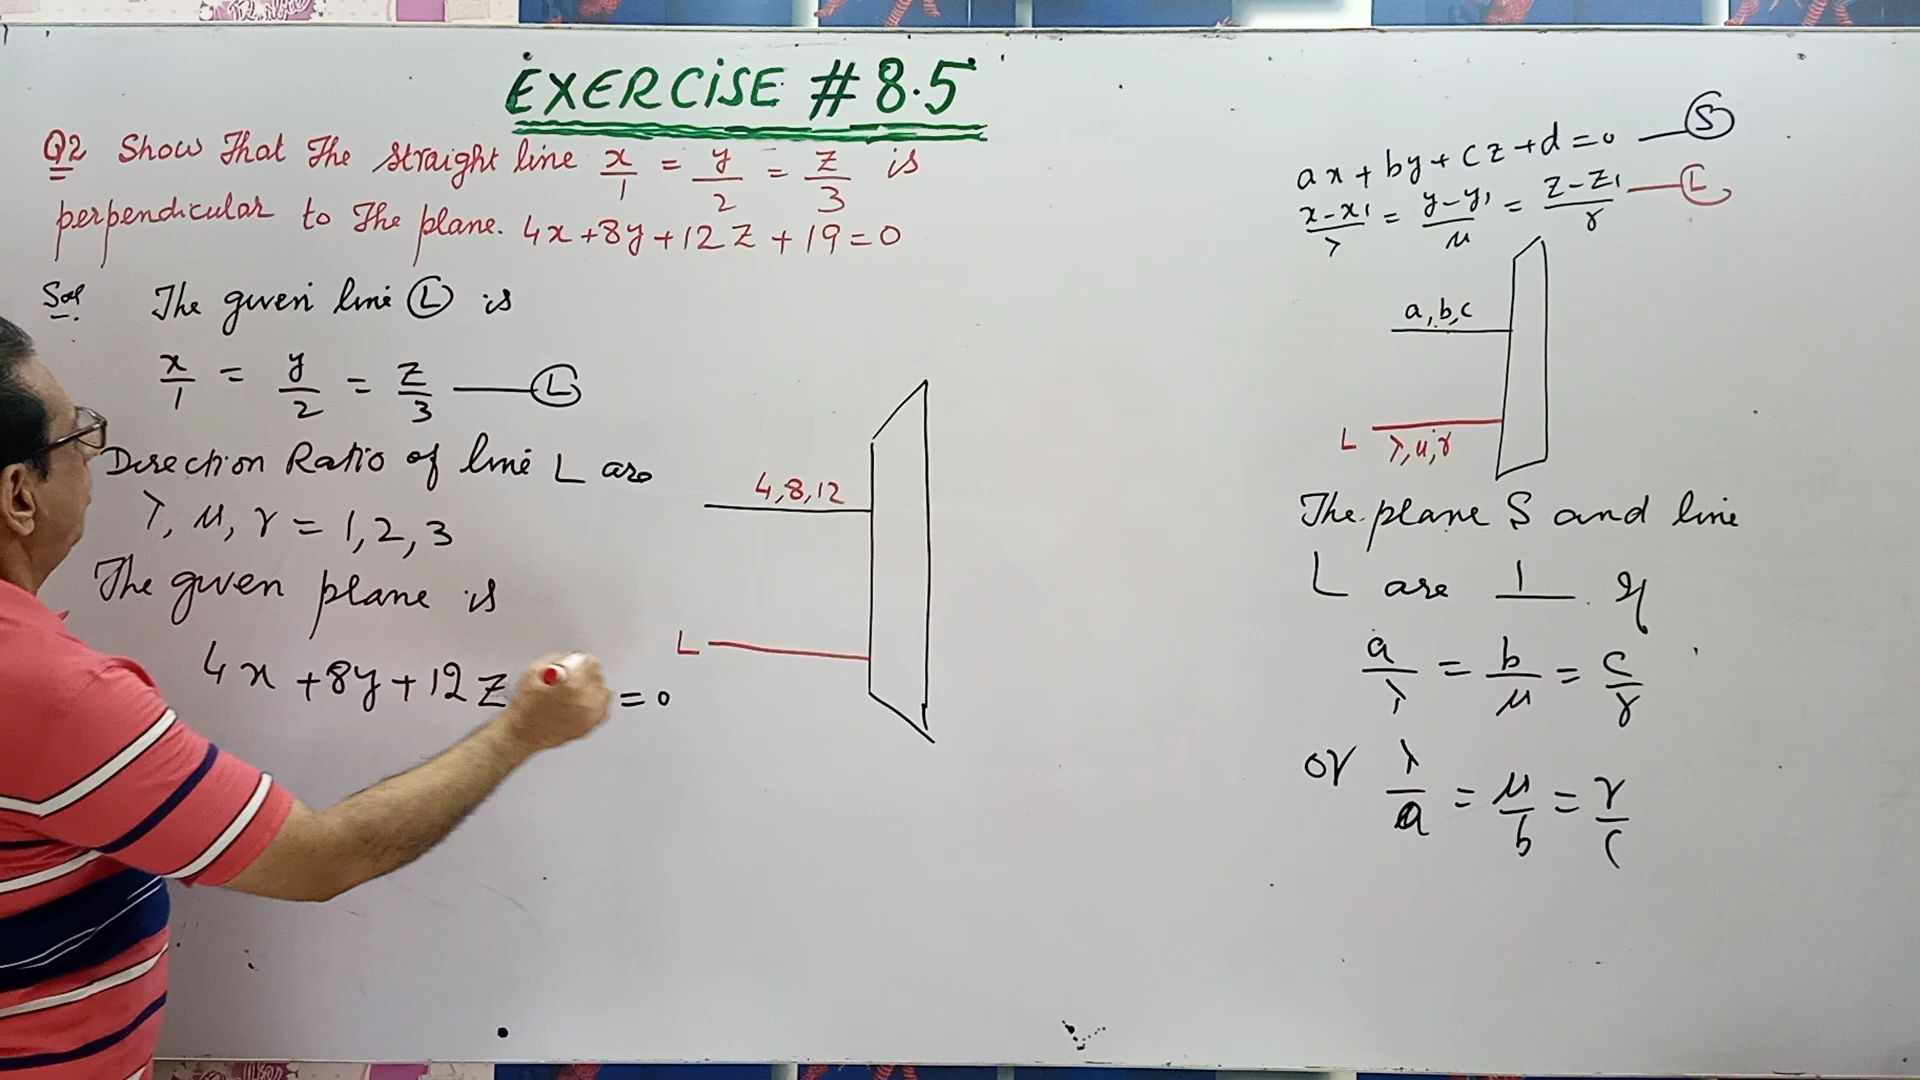 EXERCISE # 8.5
Q2 Show That The straight line x/1 = y/2 = z/3 is
perpendicular to The plane. 4x+8y+12z+19=0
Sol The given line Ⓛ is
x/1 = y/2 = z/3 —Ⓛ
Direction Ratio of line L are
λ, μ, γ = 1,2,3
The given plane is
4x+8y+12z =0
4,8,12
L
ax+by+cz+d=0 —Ⓢ
x-x1/λ = y-y1/μ = z-z1/γ —Ⓛ
a,b,c
L λ,μ,γ
The plane S and line
L are ⊥ if
a/λ = b/μ = c/γ
or λ/a = μ/b = γ/c